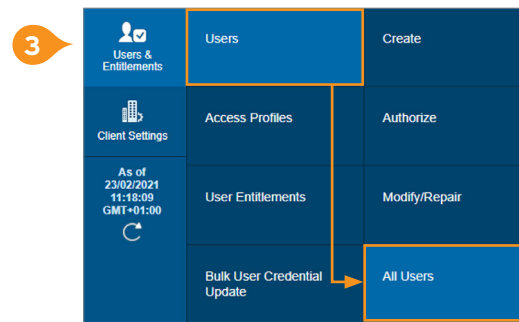 3
Users &
Entitlements
Client Settings
As of
23/02/2021
11:18:09
GMT+01:00
Users
Access Profiles
User Entitlements
Bulk User Credential
Update
Create
Authorize
Modify/Repair
All Users